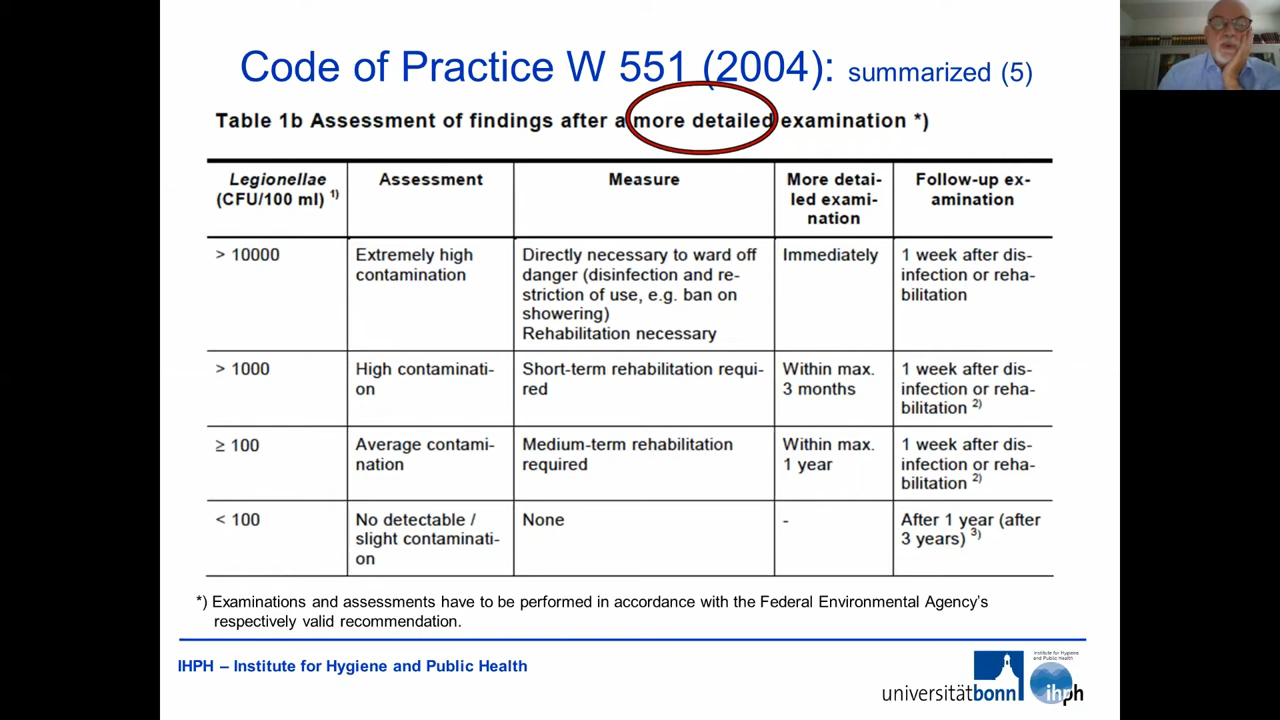 Code of Practice W 551 (2004): summarized (5)
Table 1b Assessment of findings after a more detailed examination *)
Legionellae
(CFU/100 ml) 1)
Assessment
Measure
More detai-
led exami-
nation
Follow-up ex-
amination
> 10000
Extremely high
contamination
Directly necessary to ward off
danger (disinfection and re-
striction of use, e.g. ban on
showering)
Rehabilitation necessary
Immediately
1 week after dis-
infection or reha-
bilitation
> 1000
High contaminati-
on
Short-term rehabilitation requi-
red
Within max.
3 months
1 week after dis-
infection or reha-
bilitation 2)
≥ 100
Average contami-
nation
Medium-term rehabilitation
required
Within max.
1 year
1 week after dis-
infection or reha-
bilitation 2)
< 100
No detectable /
slight contaminati-
on
None
-
After 1 year (after
3 years) 3)
*) Examinations and assessments have to be performed in accordance with the Federal Environmental Agency's
respectively valid recommendation.
IHPH – Institute for Hygiene and Public Health
universitätbonn
Institute for Hygiene
and Public Health
ihph